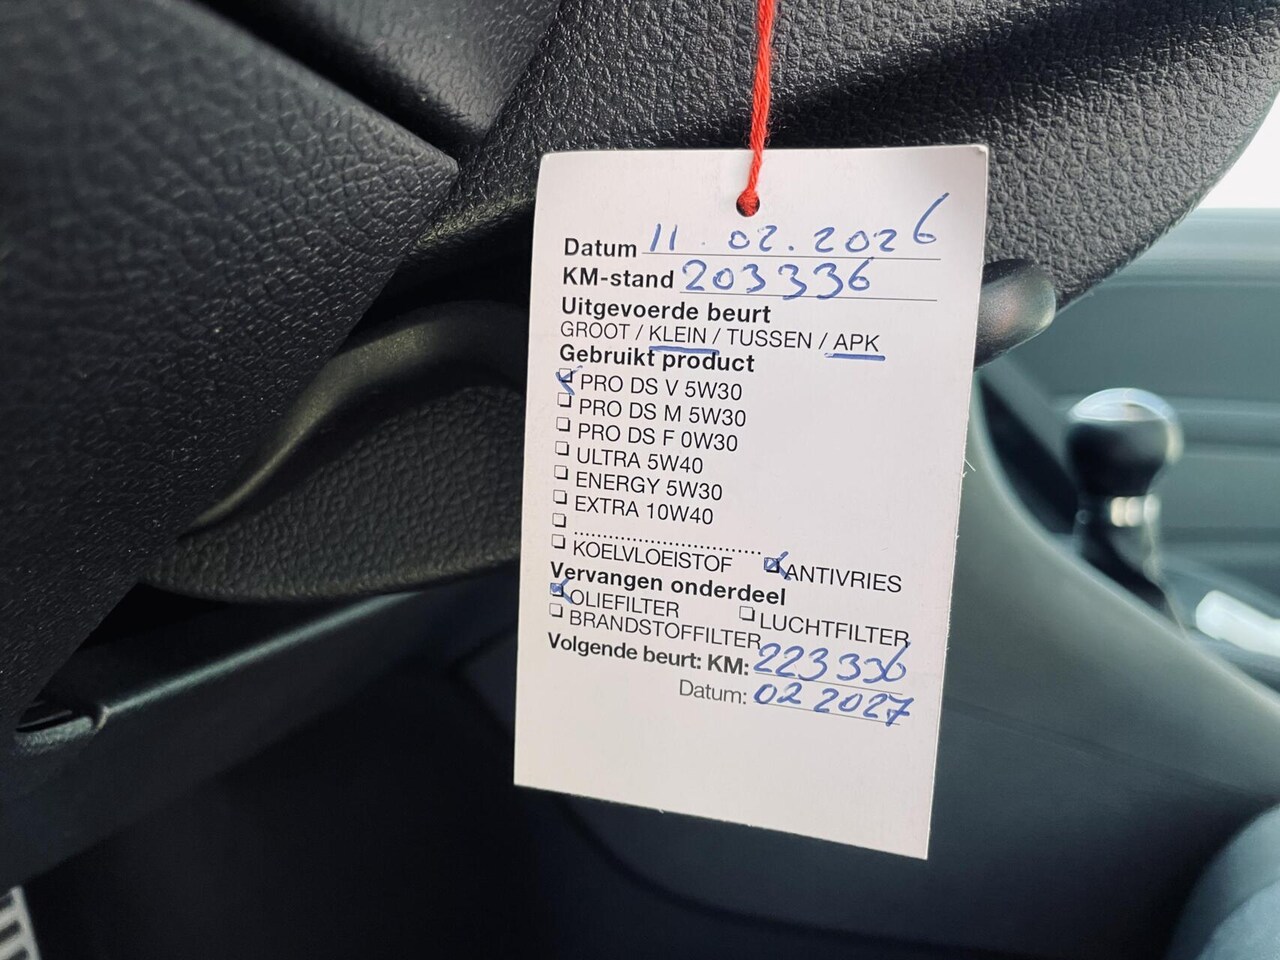 Datum 11.02.2026
KM-stand 203336
Uitgevoerde beurt
GROOT / KLEIN / TUSSEN / APK
Gebruikt product
PRO DS V 5W30
PRO DS M 5W30
PRO DS F 0W30
ULTRA 5W40
ENERGY 5W30
EXTRA 10W40
................................
KOELVLOEISTOF ANTIVRIES
Vervangen onderdeel
OLIEFILTER LUCHTFILTER
BRANDSTOFFILTER
Volgende beurt: KM: 223336
Datum: 02 2027